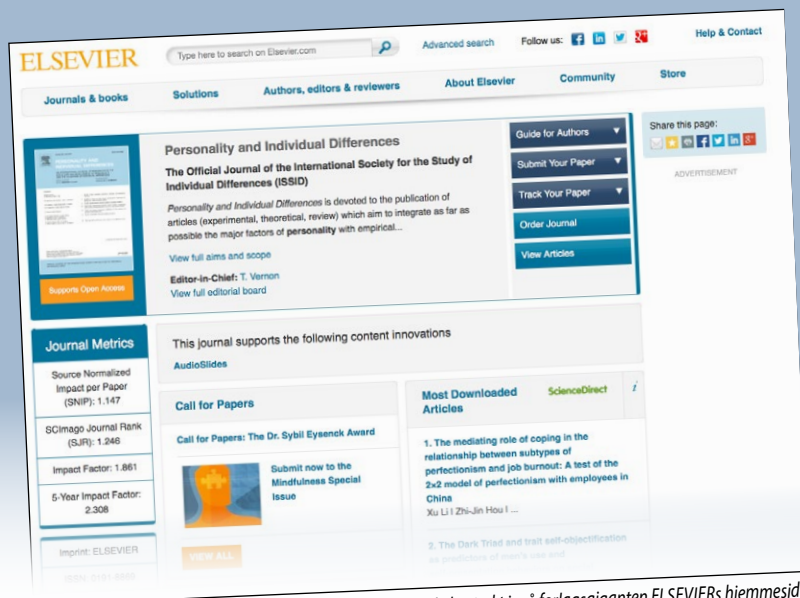 ELSEVIER
Type here to search on Elsevier.com
Advanced search
Follow us:
Help & Contact
Journals & books
Solutions
Authors, editors & reviewers
About Elsevier
Community
Store
Supports Open Access
Personality and Individual Differences
The Official Journal of the International Society for the Study of
Individual Differences (ISSID)
Personality and Individual Differences is devoted to the publication of
articles (experimental, theoretical, review) which aim to integrate as far as
possible the major factors of personality with empirical...
View full aims and scope
Editor-in-Chief: T. Vernon
View full editorial board
Guide for Authors
Submit Your Paper
Track Your Paper
Order Journal
View Articles
Share this page:
ADVERTISEMENT
Journal Metrics
Source Normalized
Impact per Paper
(SNIP): 1.147
SCImago Journal Rank
(SJR): 1.246
Impact Factor: 1.861
5-Year Impact Factor:
2.308
Imprint: ELSEVIER
This journal supports the following content innovations
AudioSlides
Call for Papers
Call for Papers: The Dr. Sybil Eysenck Award
Submit now to the
Mindfulness Special
Issue
VIEW ALL
Most Downloaded
Articles
ScienceDirect
i
1. The mediating role of coping in the
relationship between subtypes of
perfectionism and job burnout: A test of the
2x2 model of perfectionism with employees in
China
Xu Li I Zhi-Jin Hou I ...
2. The Dark Triad and trait self-objectification
as predictors of men's use and
på forlagsgiganten ELSEVIERs hjemmesid